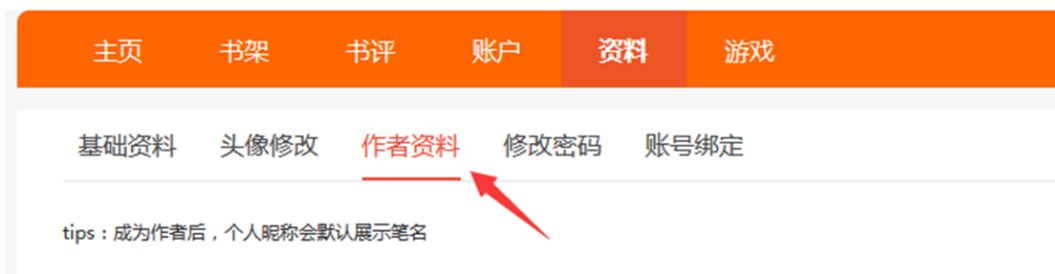 主页 书架 书评 账户 资料 游戏
基础资料 头像修改 作者资料 修改密码 账号绑定
tips：成为作者后，个人昵称会默认展示笔名